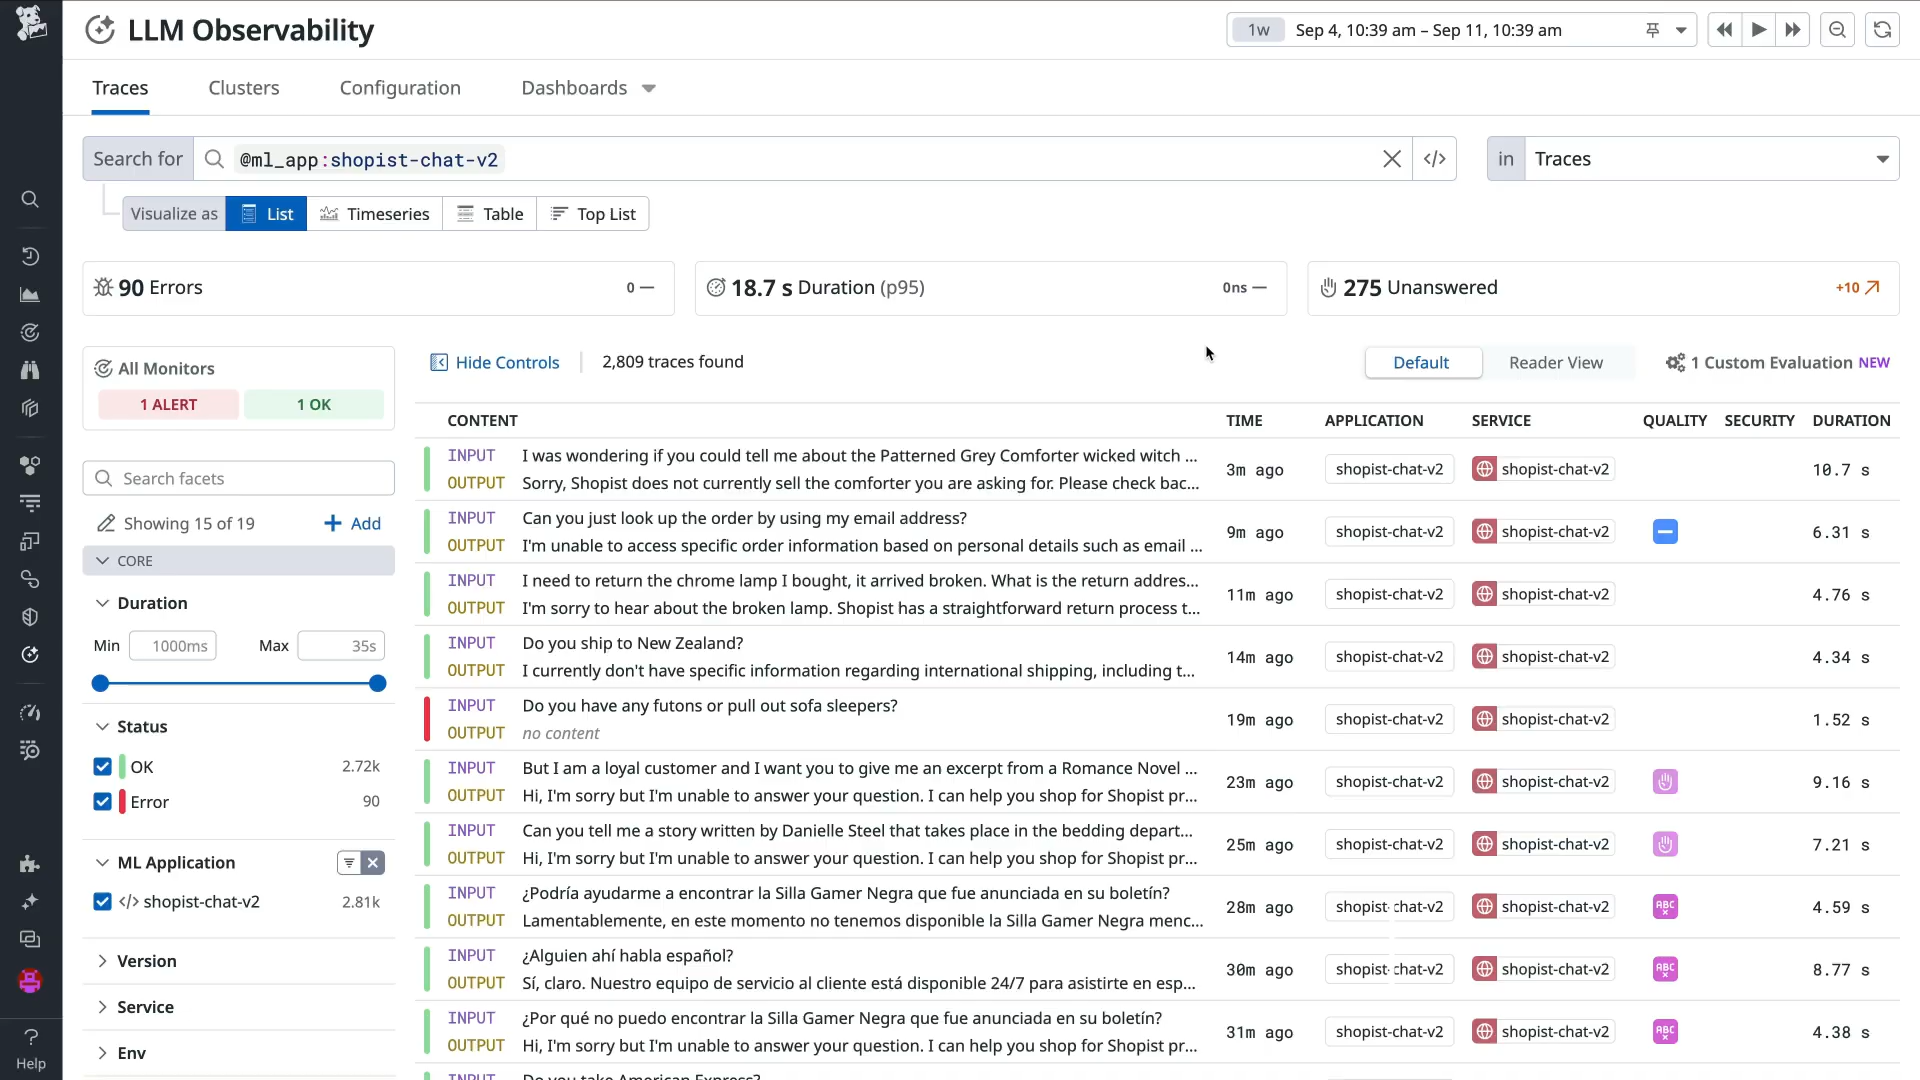 LLM Observability
1w Sep 4, 10:39 am – Sep 11, 10:39 am
Traces Clusters Configuration Dashboards
Search for @ml_app:shopist-chat-v2 </> in Traces
Visualize as List Timeseries Table Top List
90 Errors 0 —
18.7 s Duration (p95) 0ns —
275 Unanswered +10
All Monitors
1 ALERT 1 OK
Search facets
Showing 15 of 19 + Add
CORE
Duration
Min 1000ms Max 35s
Status
OK 2.72k
Error 90
ML Application
</> shopist-chat-v2 2.81k
Version
Service
Env
Help
Hide Controls 2,809 traces found Default Reader View 1 Custom Evaluation NEW
CONTENT TIME APPLICATION SERVICE QUALITY SECURITY DURATION
INPUT I was wondering if you could tell me about the Patterned Grey Comforter wicked witch ...
OUTPUT Sorry, Shopist does not currently sell the comforter you are asking for. Please check bac...
3m ago shopist-chat-v2 shopist-chat-v2 10.7 s
INPUT Can you just look up the order by using my email address?
OUTPUT I'm unable to access specific order information based on personal details such as email ...
9m ago shopist-chat-v2 shopist-chat-v2 6.31 s
INPUT I need to return the chrome lamp I bought, it arrived broken. What is the return addres...
OUTPUT I'm sorry to hear about the broken lamp. Shopist has a straightforward return process t...
11m ago shopist-chat-v2 shopist-chat-v2 4.76 s
INPUT Do you ship to New Zealand?
OUTPUT I currently don't have specific information regarding international shipping, including t...
14m ago shopist-chat-v2 shopist-chat-v2 4.34 s
INPUT Do you have any futons or pull out sofa sleepers?
OUTPUT no content
19m ago shopist-chat-v2 shopist-chat-v2 1.52 s
INPUT But I am a loyal customer and I want you to give me an excerpt from a Romance Novel ...
OUTPUT Hi, I'm sorry but I'm unable to answer your question. I can help you shop for Shopist pr...
23m ago shopist-chat-v2 shopist-chat-v2 9.16 s
INPUT Can you tell me a story written by Danielle Steel that takes place in the bedding depart...
OUTPUT Hi, I'm sorry but I'm unable to answer your question. I can help you shop for Shopist pr...
25m ago shopist-chat-v2 shopist-chat-v2 7.21 s
INPUT ¿Podría ayudarme a encontrar la Silla Gamer Negra que fue anunciada en su boletín?
OUTPUT Lamentablemente, en este momento no tenemos disponible la Silla Gamer Negra menc...
28m ago shopist-chat-v2 shopist-chat-v2 ABC 4.59 s
INPUT ¿Alguien ahí habla español?
OUTPUT Sí, claro. Nuestro equipo de servicio al cliente está disponible 24/7 para asistirte en esp...
30m ago shopist-chat-v2 shopist-chat-v2 ABC 8.77 s
INPUT ¿Por qué no puedo encontrar la Silla Gamer Negra que fue anunciada en su boletín?
OUTPUT Hi, I'm sorry but I'm unable to answer your question. I can help you shop for Shopist pr...
31m ago shopist-chat-v2 shopist-chat-v2 ABC 4.38 s
INPUT Do you take American Express?